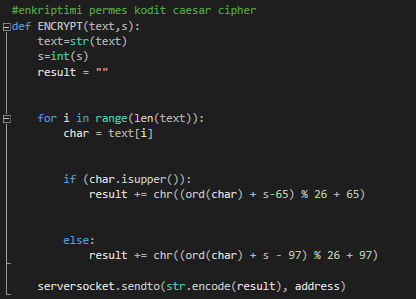 #enkriptimi permes kodit caesar cipher
def ENCRYPT(text,s):
    text=str(text)
    s=int(s)
    result = ""
    for i in range(len(text)):
        char = text[i]
        if (char.isupper()):
            result += chr((ord(char) + s-65) % 26 + 65)
        else:
            result += chr((ord(char) + s - 97) % 26 + 97)
    serversocket.sendto(str.encode(result), address)